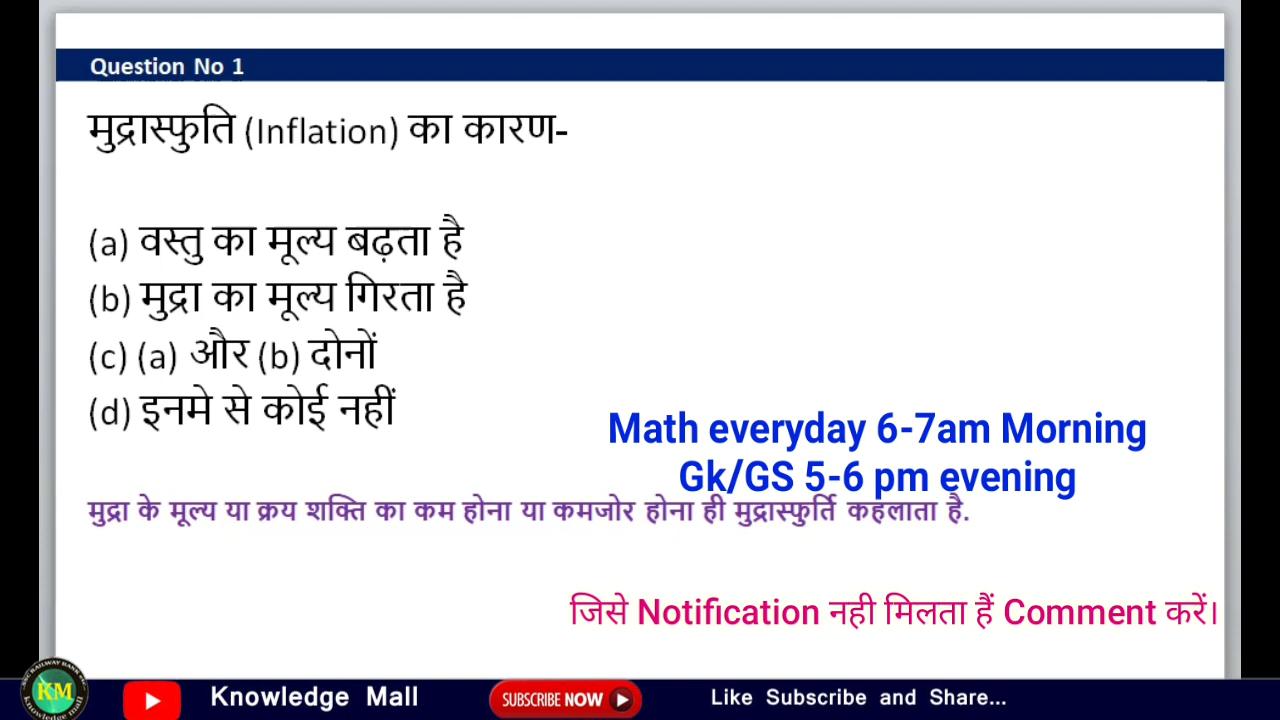 Question No 1
मुद्रास्फुति (Inflation) का कारण-
(a) वस्तु का मूल्य बढ़ता है
(b) मुद्रा का मूल्य गिरता है
(c) (a) और (b) दोनों
(d) इनमे से कोई नहीं
Math everyday 6-7am Morning
Gk/GS 5-6 pm evening
मुद्रा के मूल्य या क्रय शक्ति का कम होना या कमजोर होना ही मुद्रास्फुर्ति कहलाता है.
जिसे Notification नही मिलता हैं Comment करें।
KM
Knowledge Mall
SUBSCRIBE NOW
Like Subscribe and Share...